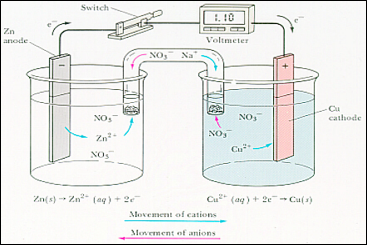 Switch
e⁻
1.10
e⁻
Zn
anode
Voltmeter
−
+
NO₃⁻ Na⁺
Cu
cathode
NO₃⁻
NO₃⁻
Zn²⁺
NO₃⁻
NO₃⁻
Cu²⁺
Zn(s) → Zn²⁺ (aq) + 2e⁻
Cu²⁺ (aq) + 2e⁻ → Cu(s)
Movement of cations
Movement of anions